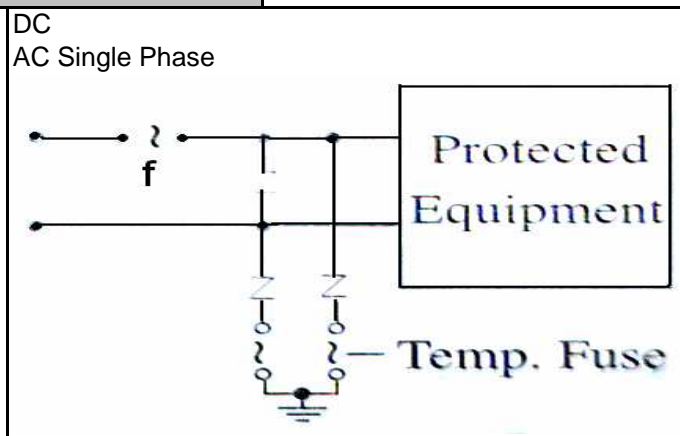 DC
AC Single Phase
f
Protected
Equipment
Temp. Fuse